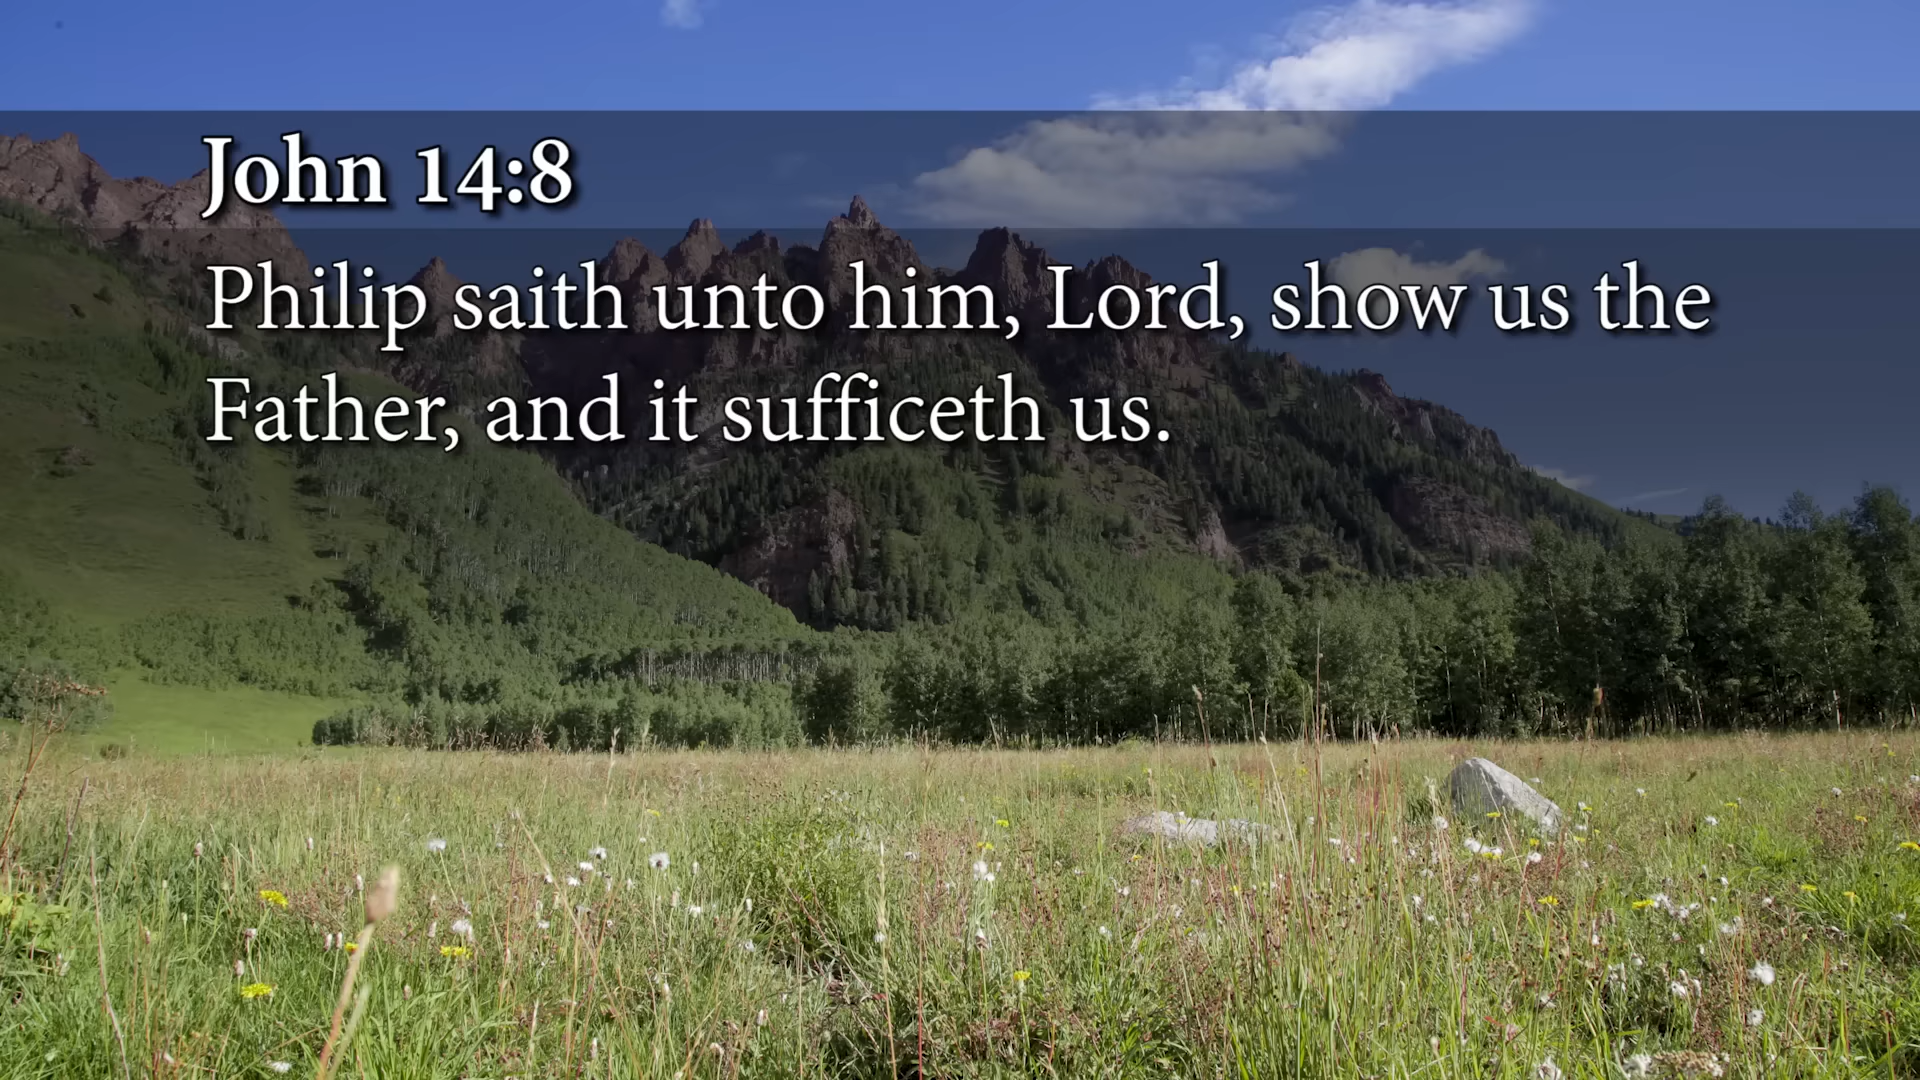 John 14:8
Philip saith unto him, Lord, show us the
Father, and it sufficeth us.